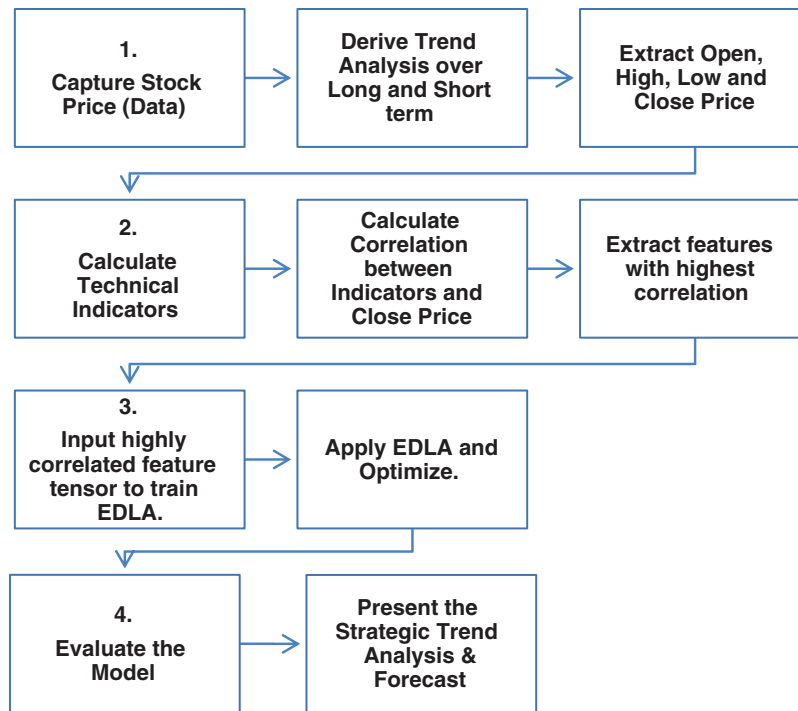 1.
Capture Stock
Price (Data)
Derive Trend
Analysis over
Long and Short
term
Extract Open,
High, Low and
Close Price
2.
Calculate
Technical
Indicators
Calculate
Correlation
between
Indicators and
Close Price
Extract features
with highest
correlation
3.
Input highly
correlated feature
tensor to train
EDLA.
Apply EDLA and
Optimize.
4.
Evaluate the
Model
Present the
Strategic Trend
Analysis &
Forecast